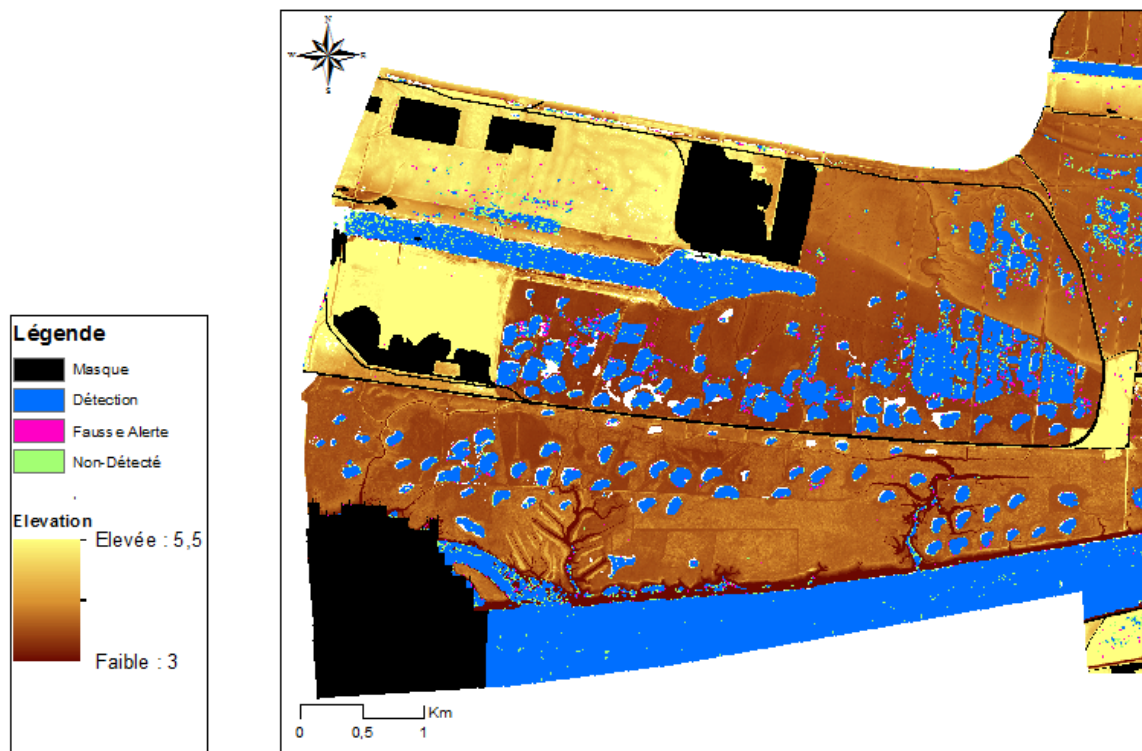 N
W
E
S
Légende
Masque
Détection
Fausse Alerte
Non-Détecté
Elevation
Elevée : 5,5
Faible : 3
Km
0 0,5 1